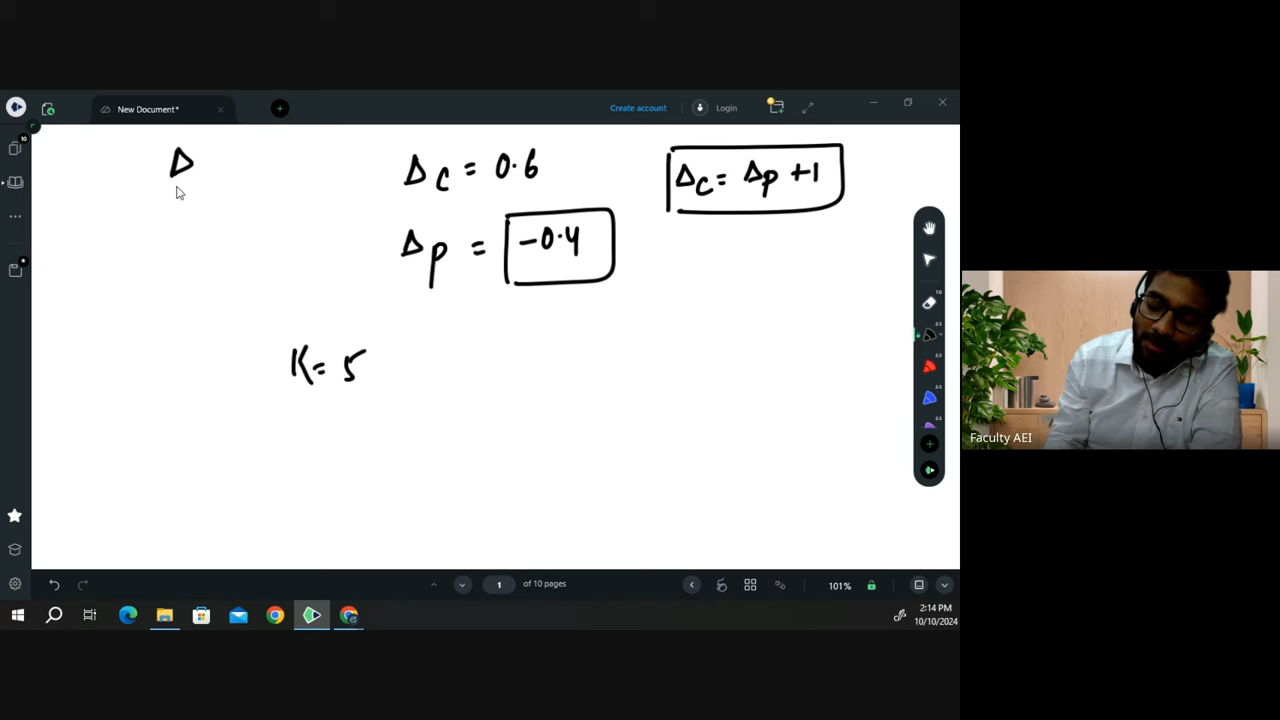 New Document*
Create account
Login
Δ
Δc = 0.6
Δc = Δp +1
Δp = -0.4
K = 5
Faculty AEI
1 of 10 pages
101%
2:14 PM
10/10/2024